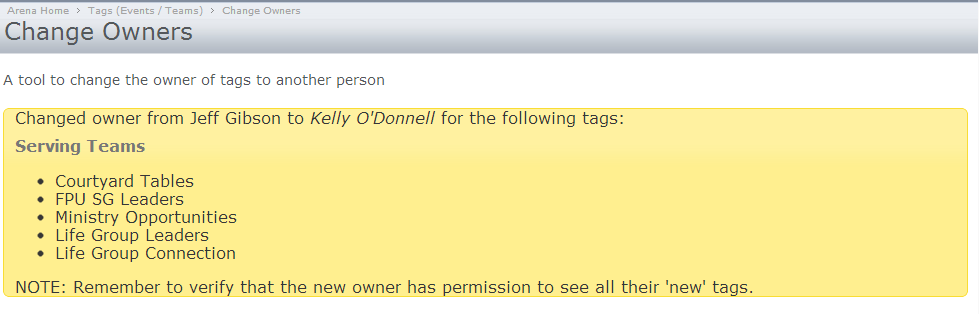 Arena Home > Tags (Events / Teams) > Change Owners
Change Owners
A tool to change the owner of tags to another person
Changed owner from Jeff Gibson to Kelly O'Donnell for the following tags:
Serving Teams
• Courtyard Tables
• FPU SG Leaders
• Ministry Opportunities
• Life Group Leaders
• Life Group Connection
NOTE: Remember to verify that the new owner has permission to see all their 'new' tags.